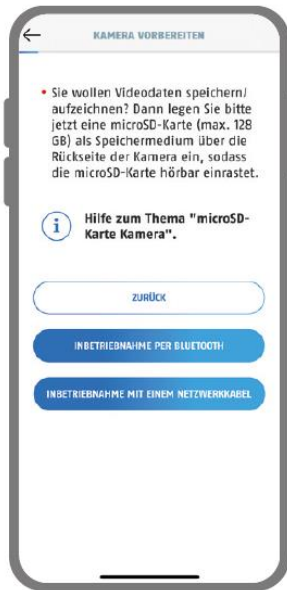 KAMERA VORBEREITEN
• Sie wollen Videodaten speichern/
aufzeichnen? Dann legen Sie bitte
jetzt eine microSD-Karte (max. 128
GB) als Speichermedium über die
Rückseite der Kamera ein, sodass
die microSD-Karte hörbar einrastet.
i
Hilfe zum Thema "microSD-
Karte Kamera".
ZURÜCK
INBETRIEBNAHME PER BLUETOOTH
INBETRIEBNAHME MIT EINEM NETZWERKKABEL